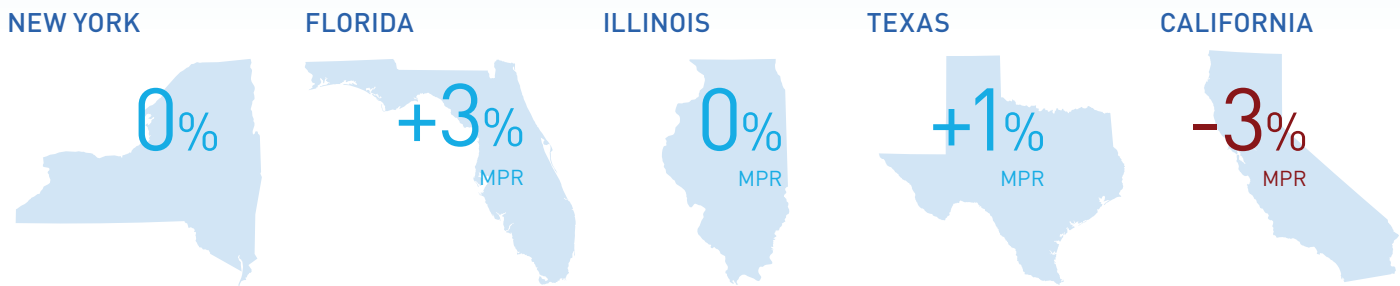 NEW YORK
0%
FLORIDA
+3%
MPR
ILLINOIS
0%
MPR
TEXAS
+1%
MPR
CALIFORNIA
-3%
MPR